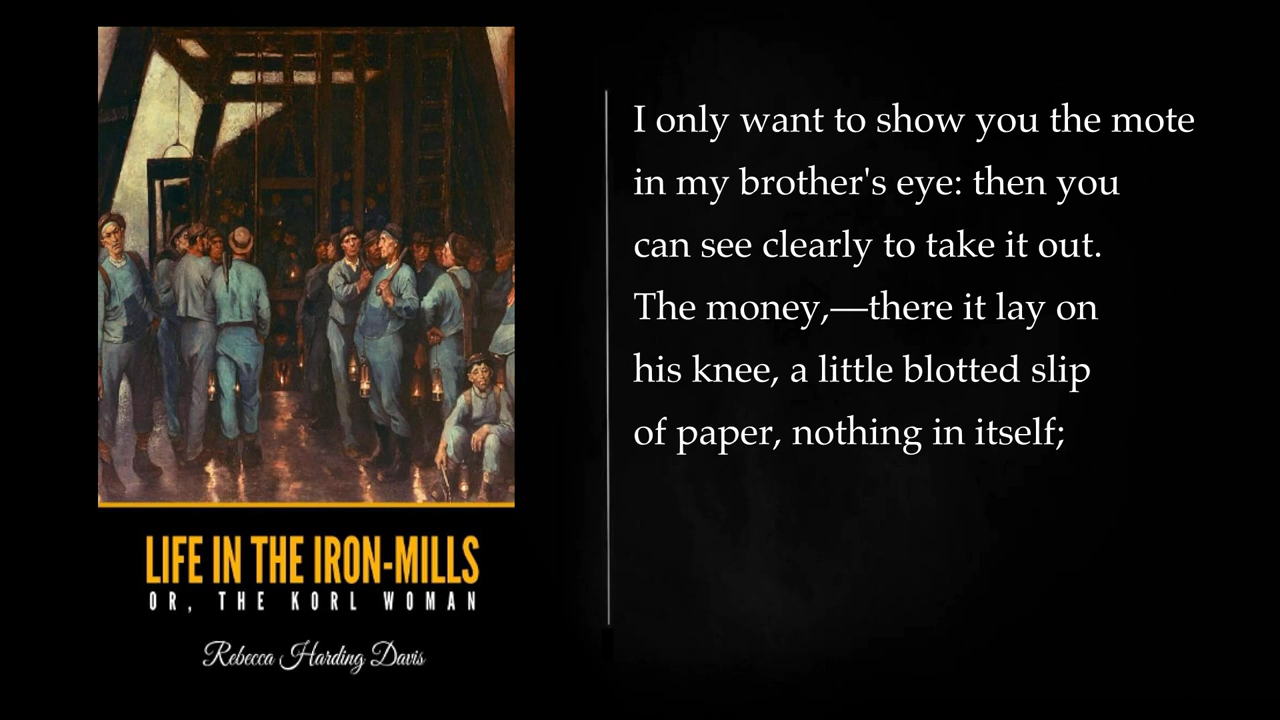 LIFE IN THE IRON-MILLS
OR, THE KORL WOMAN
Rebecca Harding Davis
I only want to show you the mote
in my brother's eye: then you
can see clearly to take it out.
The money,—there it lay on
his knee, a little blotted slip
of paper, nothing in itself;